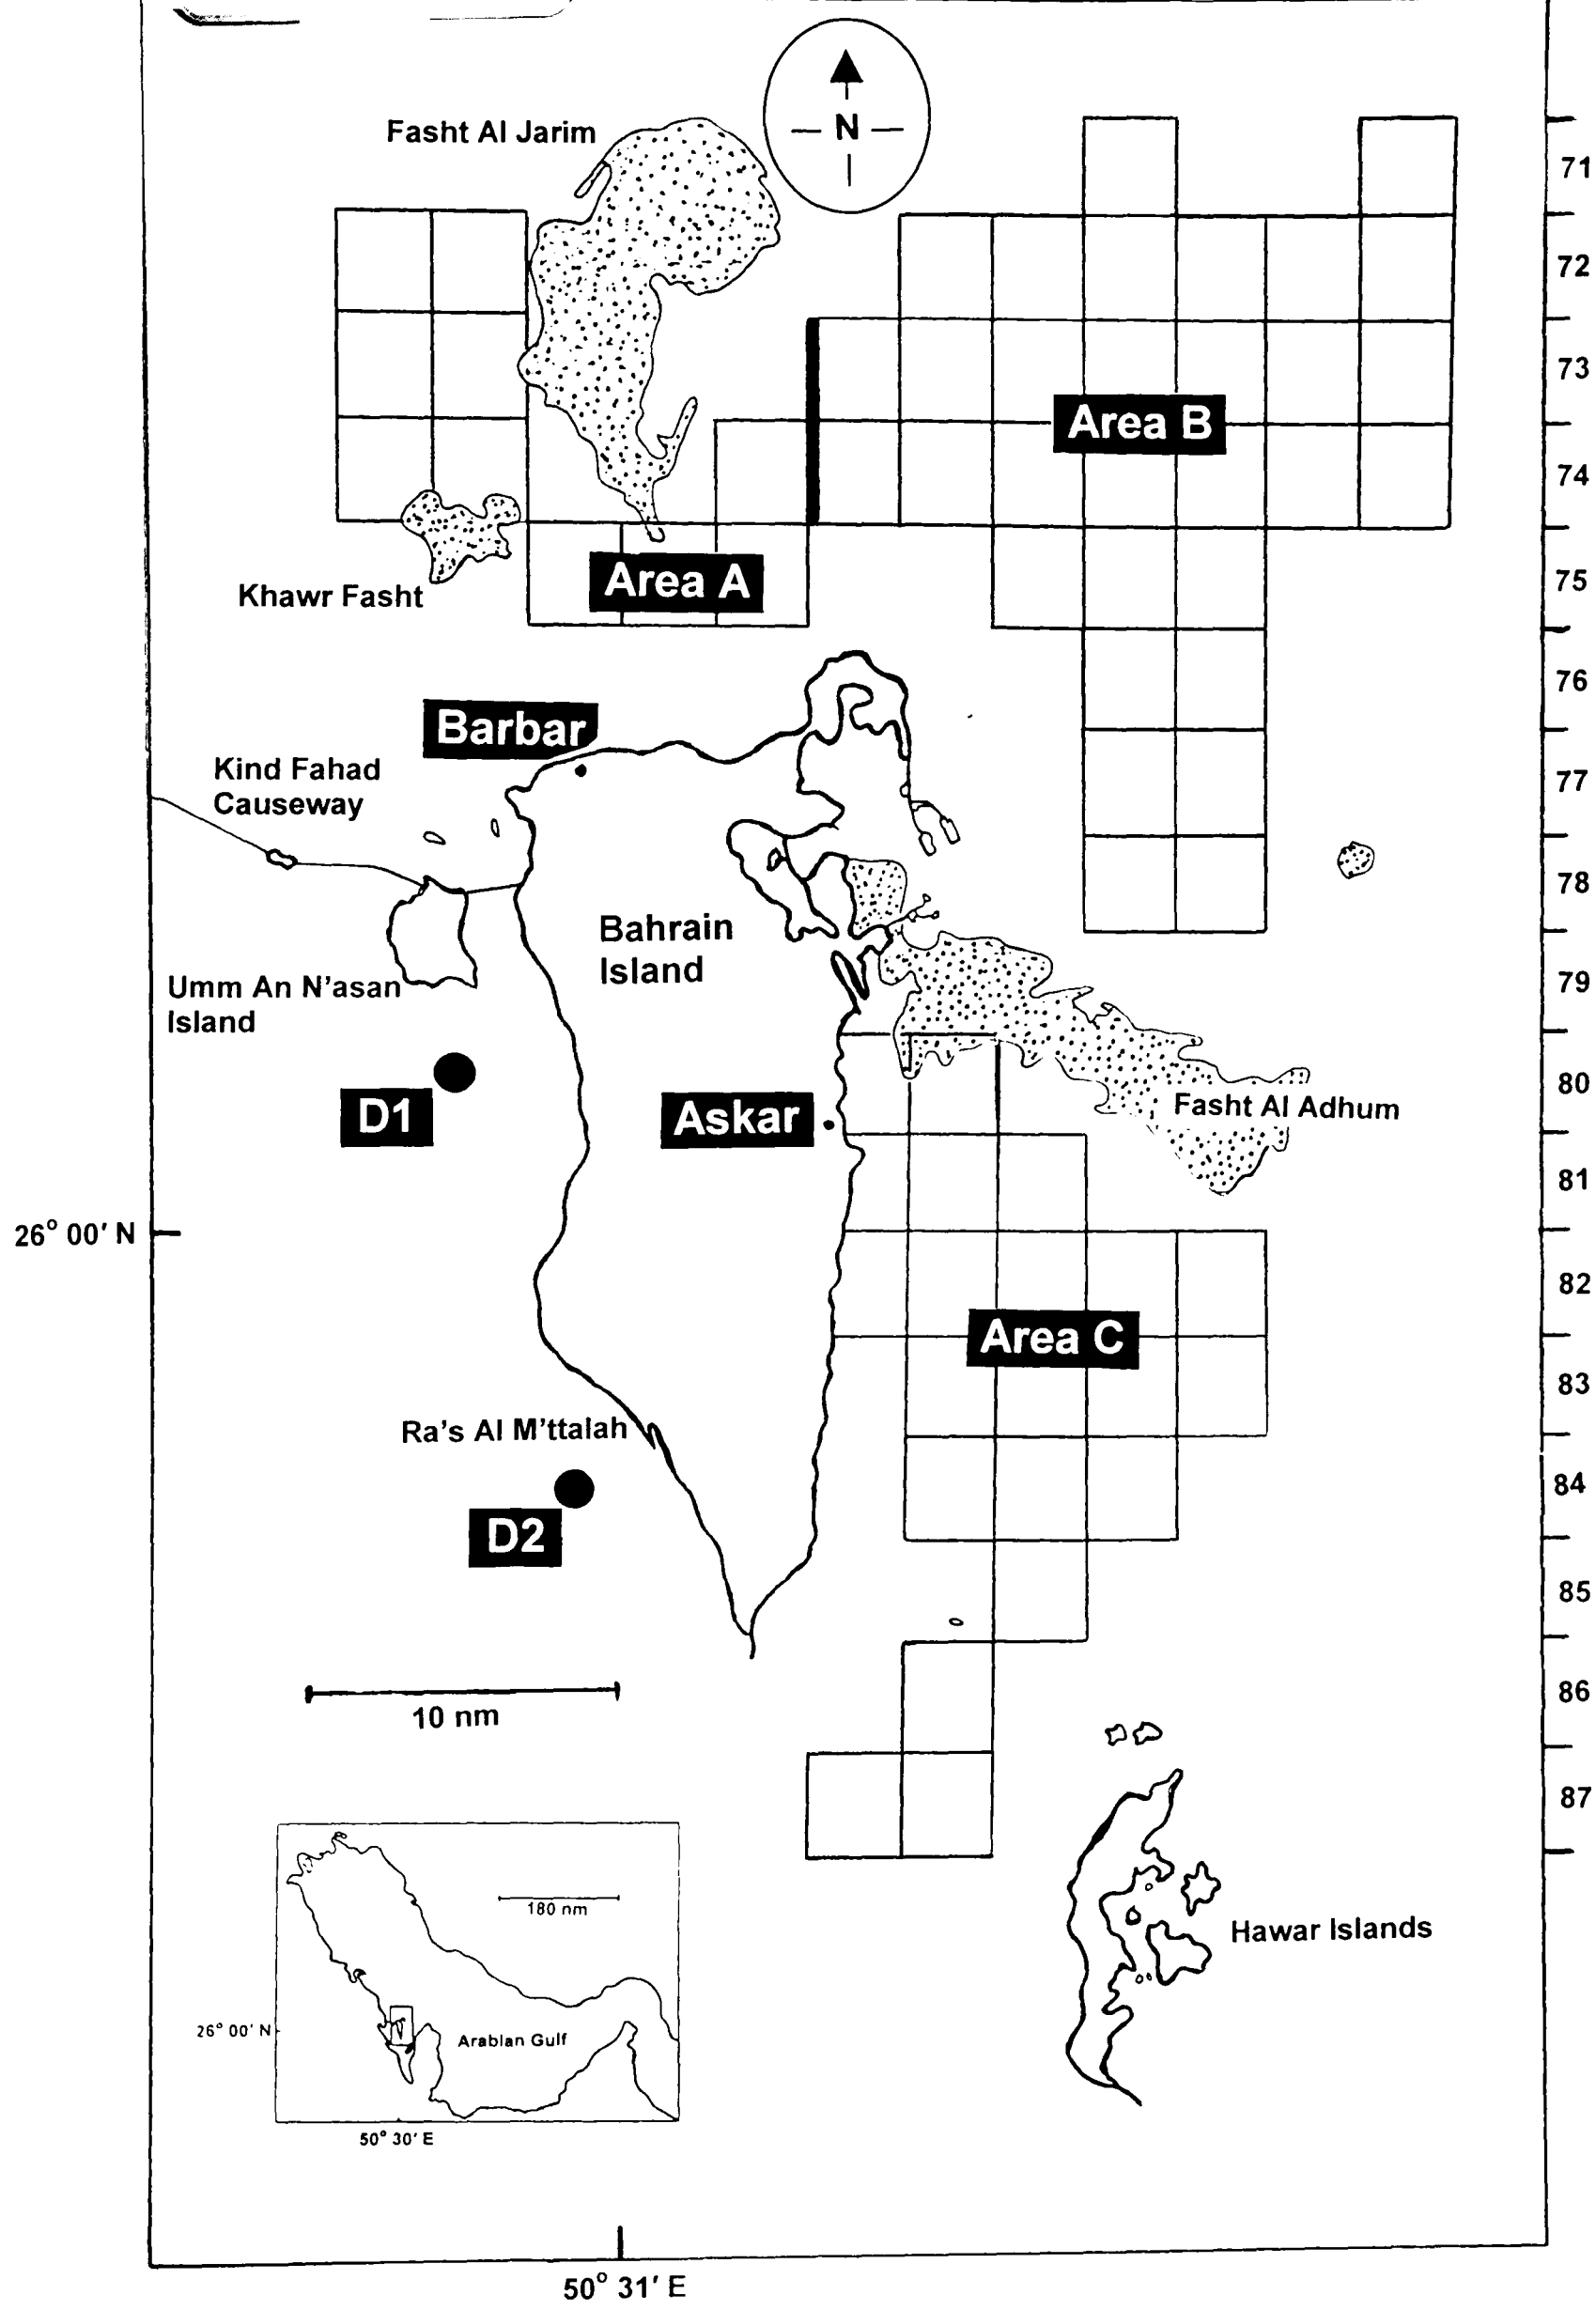 Fasht Al Jarim
N
71
72
73
Area B
74
Area A
75
Khawr Fasht
76
Barbar
Kind Fahad
Causeway
77
78
Bahrain
Island
Umm An N'asan
Island
79
80
D1
Askar
Fasht Al Adhum
81
26° 00' N
82
Area C
83
Ra's Al M'ttalah
84
D2
85
86
10 nm
87
180 nm
Hawar Islands
26° 00' N
Arabian Gulf
50° 30' E
50° 31' E